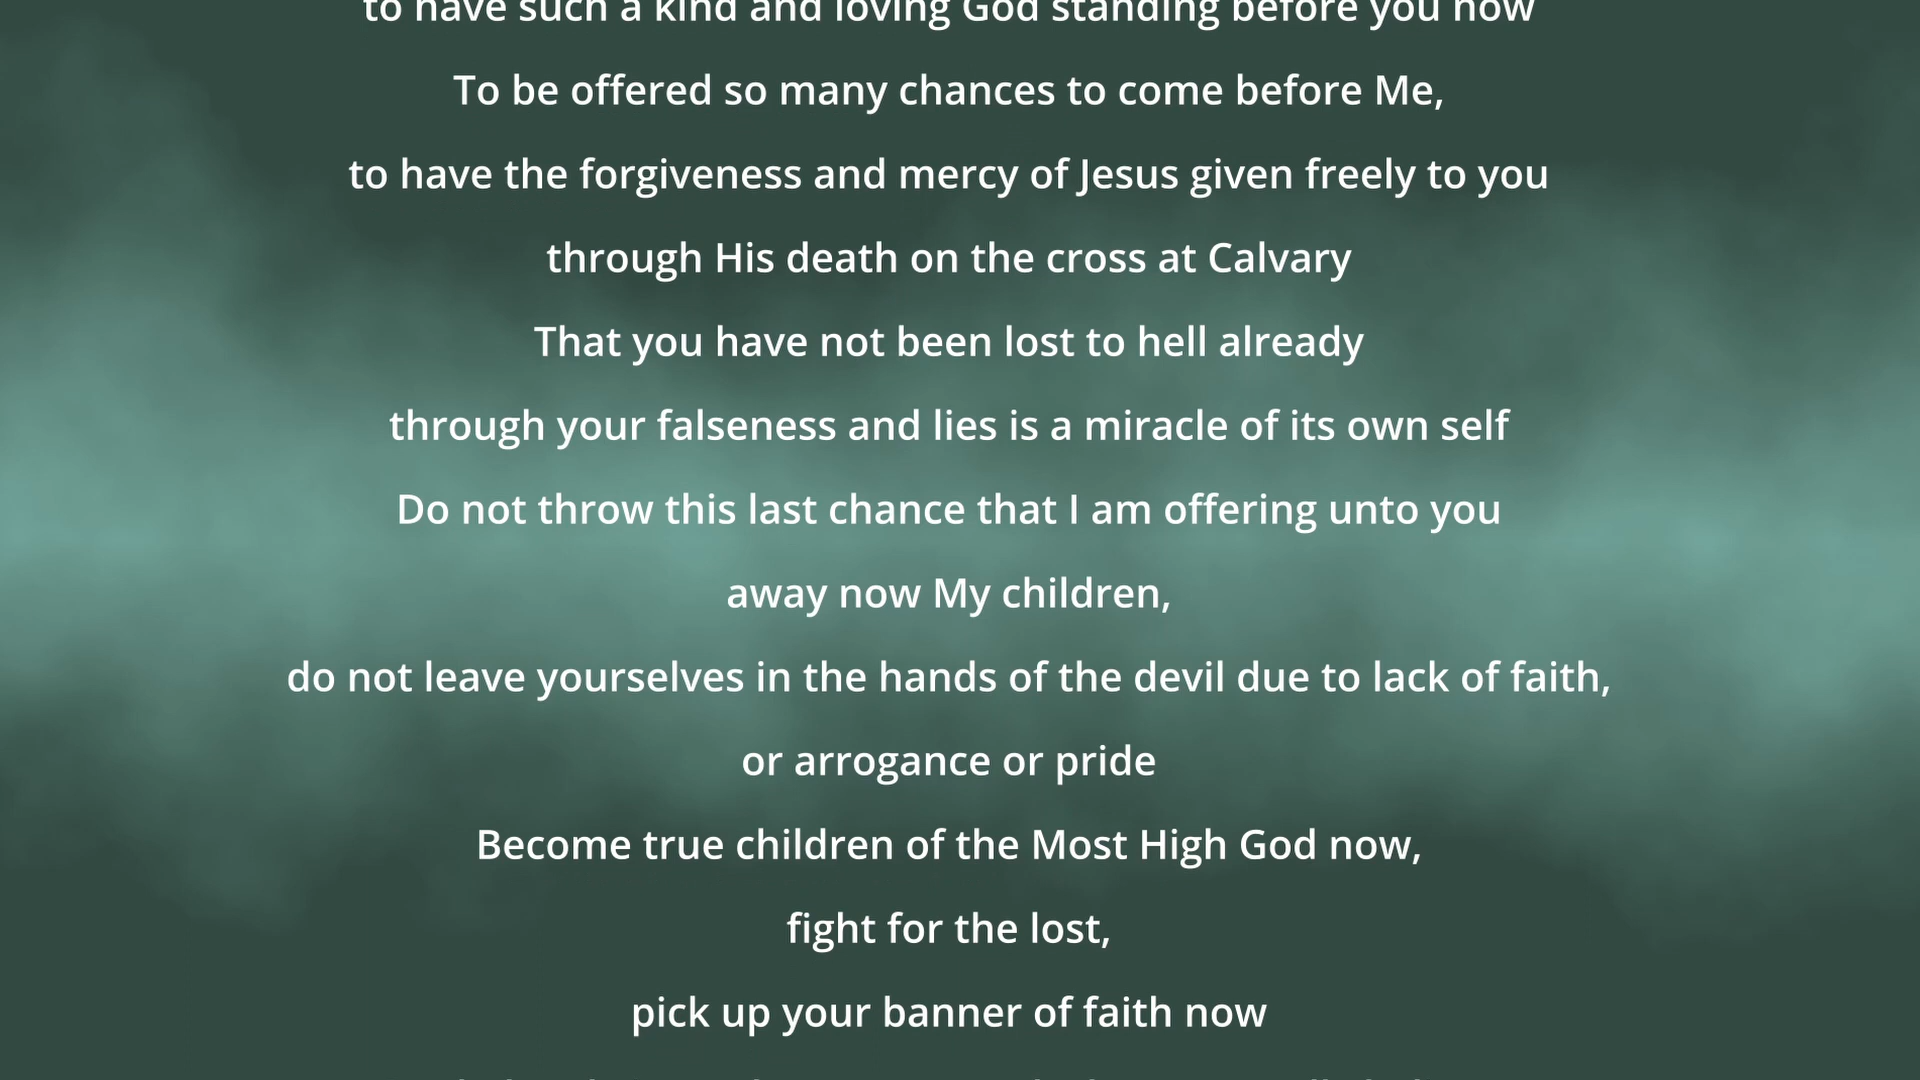 to have such a kind and loving God standing before you now
To be offered so many chances to come before Me,
to have the forgiveness and mercy of Jesus given freely to you
through His death on the cross at Calvary
That you have not been lost to hell already
through your falseness and lies is a miracle of its own self
Do not throw this last chance that I am offering unto you
away now My children,
do not leave yourselves in the hands of the devil due to lack of faith,
or arrogance or pride
Become true children of the Most High God now,
fight for the lost,
pick up your banner of faith now